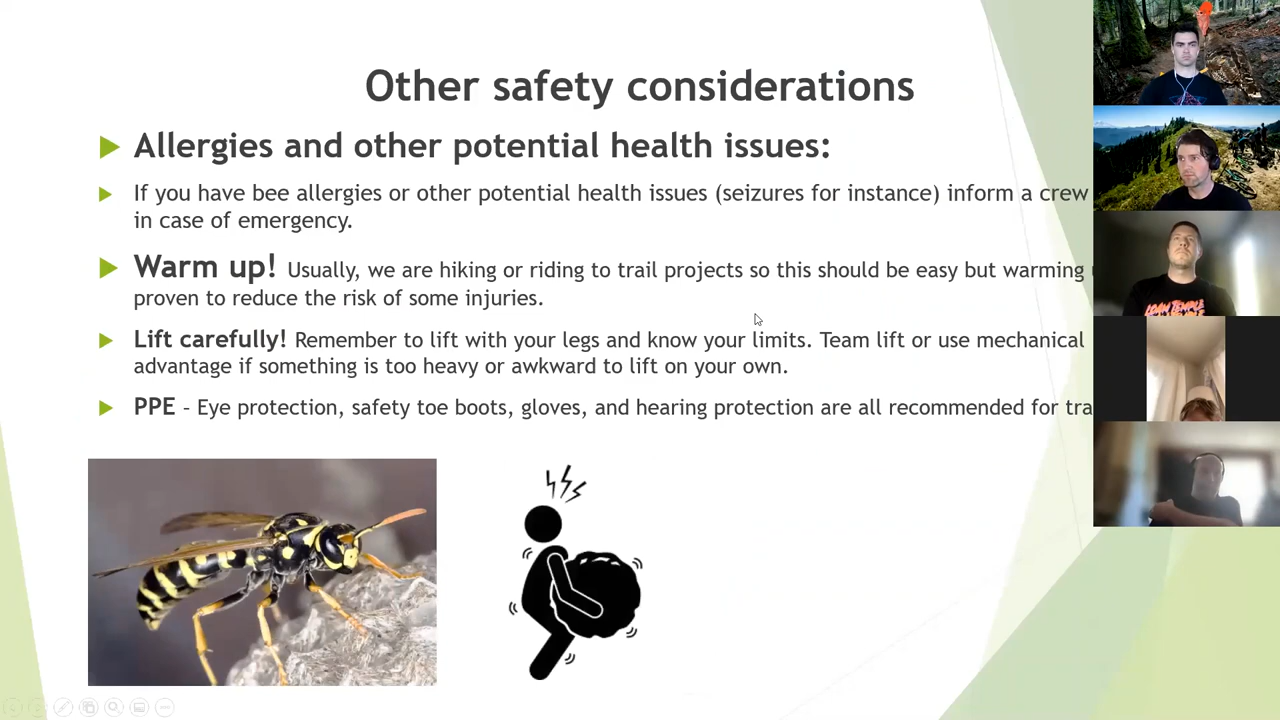 Other safety considerations
Allergies and other potential health issues:
If you have bee allergies or other potential health issues (seizures for instance) inform a crew
in case of emergency.
Warm up! Usually, we are hiking or riding to trail projects so this should be easy but warming
proven to reduce the risk of some injuries.
Lift carefully! Remember to lift with your legs and know your limits. Team lift or use mechanical
advantage if something is too heavy or awkward to lift on your own.
PPE – Eye protection, safety toe boots, gloves, and hearing protection are all recommended for tra
LOAM TEMPLE